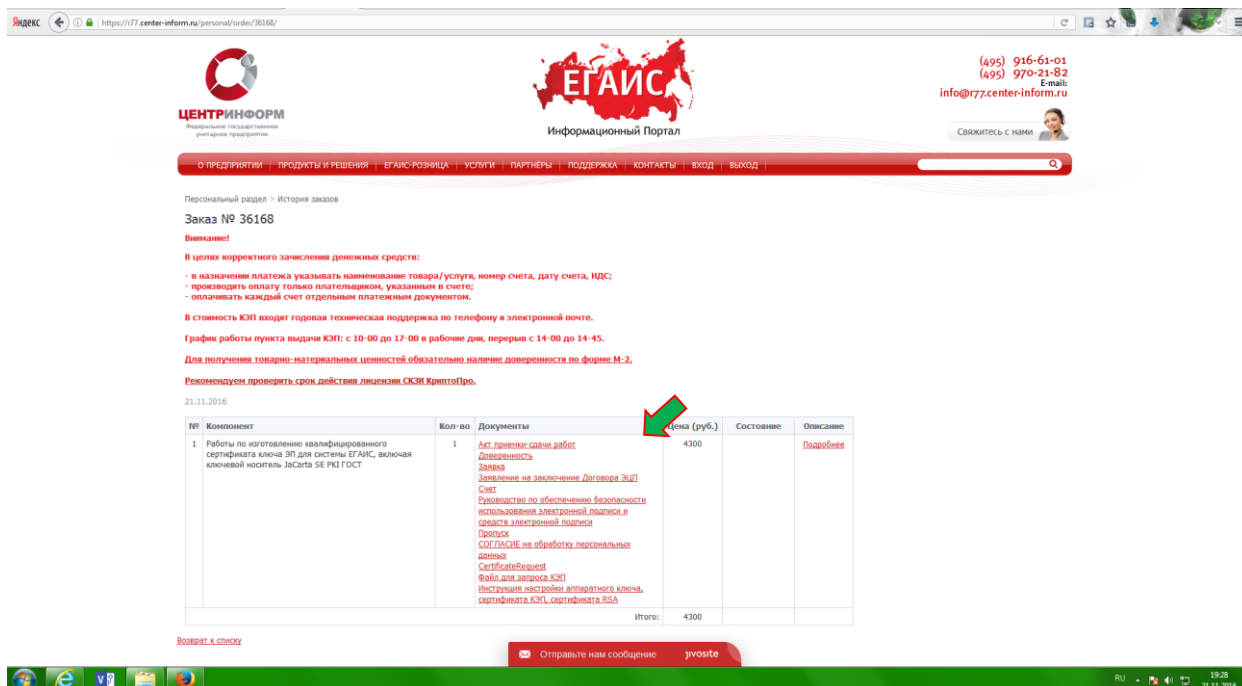 Яндекс
https://r77.center-inform.ru/personal/order/36168/
ЦЕНТРИНФОРМ
Федеральное государственное
унитарное предприятие
ЕГАИС
Информационный Портал
(495) 916-61-01
(495) 970-21-82
E-mail:
info@r77.center-inform.ru
Свяжитесь с нами
О ПРЕДПРИЯТИИ ПРОДУКТЫ И РЕШЕНИЯ ЕГАИС-РОЗНИЦА УСЛУГИ ПАРТНЁРЫ ПОДДЕРЖКА КОНТАКТЫ ВХОД ВЫХОД
Персональный раздел > История заказов
Заказ № 36168
Внимание!
В целях корректного зачисления денежных средств:
- в назначении платежа указывать наименование товара/услуги, номер счета, дату счета, НДС;
- производить оплату только плательщиком, указанным в счете;
- оплачивать каждый счет отдельным платежным документом.
В стоимость КЭП входит годовая техническая поддержка по телефону и электронной почте.
График работы пункта выдачи КЭП: с 10-00 до 17-00 в рабочие дни, перерыв с 14-00 до 14-45.
Для получения товарно-материальных ценностей обязательно наличие доверенности по форме М-2.
Рекомендуем проверить срок действия лицензии СКЗИ КриптоПро.
21.11.2016
№ Компонент Кол-во Документы Цена (руб.) Состояние Описание
1 Работы по изготовлению квалифицированного 1 Акт приемки-сдачи работ 4300 Подробнее
сертификата ключа ЭП для системы ЕГАИС, включая Доверенность
ключевой носитель JaCarta SE PKI ГОСТ Заявка
Заявление на заключение Договора ЭЦП
Счет
Руководство по обеспечению безопасности
использования электронной подписи и
средств электронной подписи
Пропуск
СОГЛАСИЕ на обработку персональных
данных
CertificateRequest
Файл для запроса КЭП
Инструкция настройки аппаратного ключа,
сертификата КЭП, сертификата RSA
Итого: 4300
Возврат к списку
Отправьте нам сообщение jivosite
RU 19:28
21.11.2016